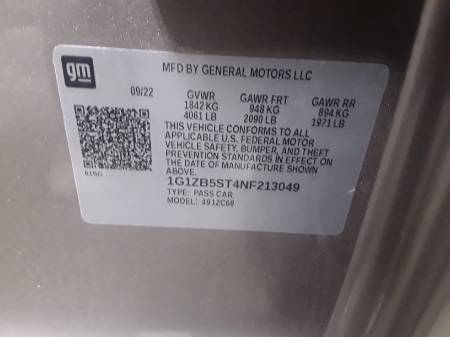 gm
MFD BY GENERAL MOTORS LLC
09/22 GVWR GAWR FRT GAWR RR
1842 KG 948 KG 894 KG
4061 LB 2090 LB 1971 LB
THIS VEHICLE CONFORMS TO ALL
APPLICABLE U.S. FEDERAL MOTOR
VEHICLE SAFETY, BUMPER, AND THEFT
PREVENTION STANDARDS IN EFFECT ON
THE DATE OF MANUFACTURE SHOWN
ABOVE.
1G1ZB5ST4NF213049
TYPE: PASS CAR
MODEL: 491ZC69